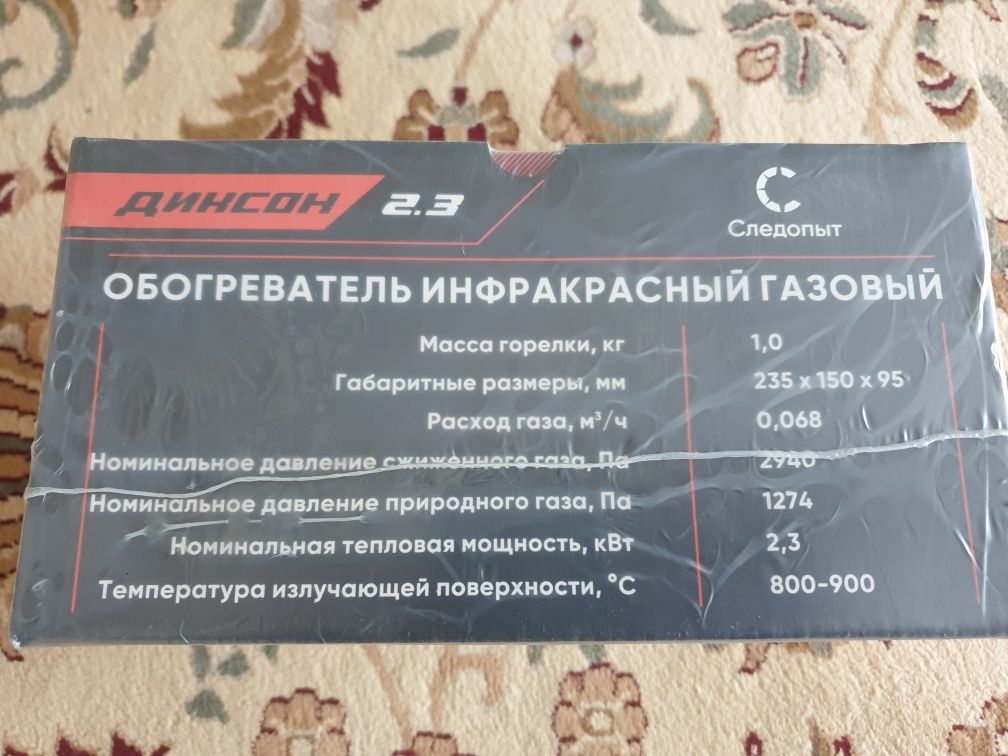 ДИКСОН 2.3
Следопыт
ОБОГРЕВАТЕЛЬ ИНФРАКРАСНЫЙ ГАЗОВЫЙ
Масса горелки, кг 1,0
Габаритные размеры, мм 235 x 150 x 95
Расход газа, м³/ч 0,068
Номинальное давление сжиженного газа, Па 2940
Номинальное давление природного газа, Па 1274
Номинальная тепловая мощность, кВт 2,3
Температура излучающей поверхности, °С 800-900